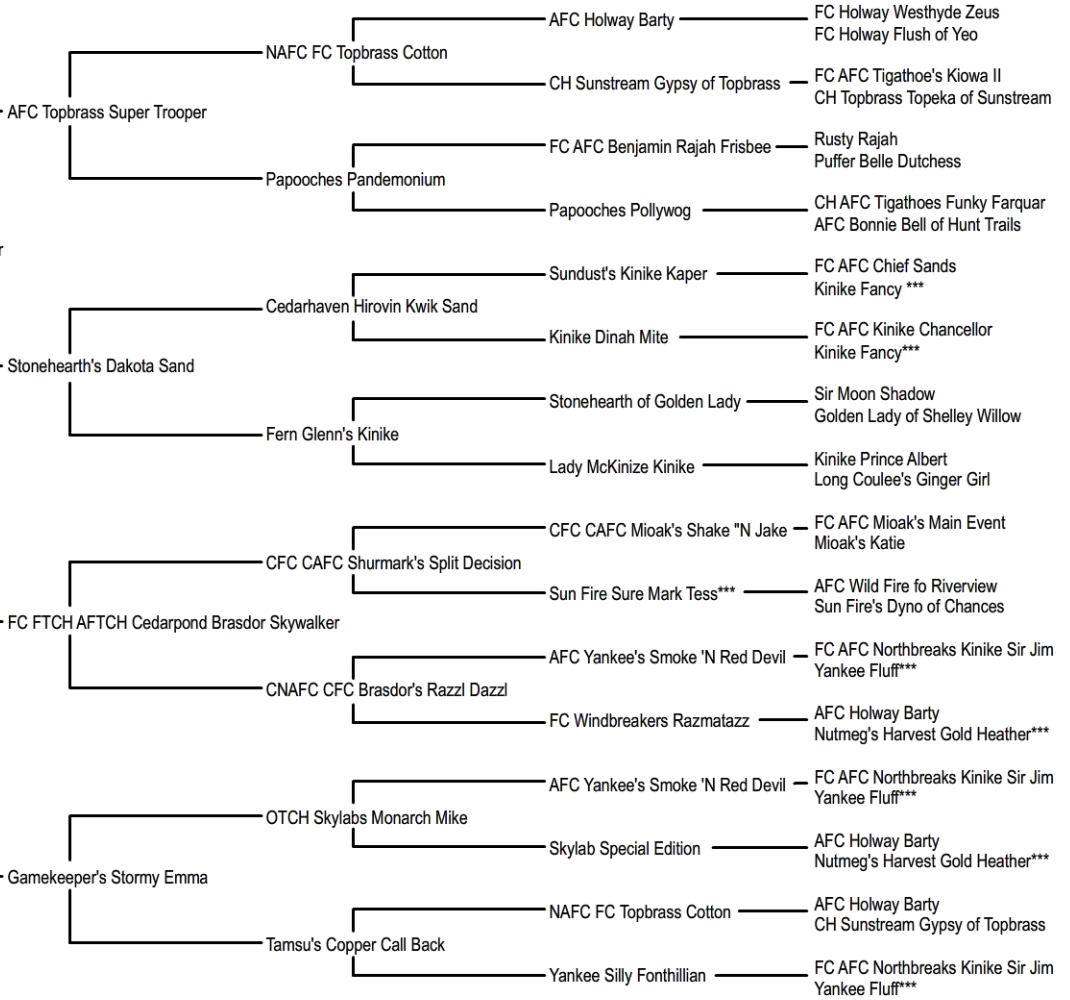 AFC Holway Barty
FC Holway Westhyde Zeus
FC Holway Flush of Yeo
NAFC FC Topbrass Cotton
CH Sunstream Gypsy of Topbrass
FC AFC Tigathoe's Kiowa II
CH Topbrass Topeka of Sunstream
AFC Topbrass Super Trooper
FC AFC Benjamin Rajah Frisbee
Rusty Rajah
Puffer Belle Dutchess
Papooches Pandemonium
Papooches Pollywog
CH AFC Tigathoes Funky Farquar
AFC Bonnie Bell of Hunt Trails
r
Sundust's Kinike Kaper
FC AFC Chief Sands
Kinike Fancy ***
Cedarhaven Hirovin Kwik Sand
Kinike Dinah Mite
FC AFC Kinike Chancellor
Kinike Fancy***
Stonehearth's Dakota Sand
Stonehearth of Golden Lady
Sir Moon Shadow
Golden Lady of Shelley Willow
Fern Glenn's Kinike
Lady McKinize Kinike
Kinike Prince Albert
Long Coulee's Ginger Girl
CFC CAFC Mioak's Shake "N Jake
FC AFC Mioak's Main Event
Mioak's Katie
CFC CAFC Shurmark's Split Decision
Sun Fire Sure Mark Tess***
AFC Wild Fire fo Riverview
Sun Fire's Dyno of Chances
FC FTCH AFTCH Cedarpond Brasdor Skywalker
AFC Yankee's Smoke 'N Red Devil
FC AFC Northbreaks Kinike Sir Jim
Yankee Fluff***
CNAFC CFC Brasdor's Razzl Dazzl
FC Windbreakers Razmatazz
AFC Holway Barty
Nutmeg's Harvest Gold Heather***
AFC Yankee's Smoke 'N Red Devil
FC AFC Northbreaks Kinike Sir Jim
Yankee Fluff***
OTCH Skylabs Monarch Mike
Skylab Special Edition
AFC Holway Barty
Nutmeg's Harvest Gold Heather***
Gamekeeper's Stormy Emma
NAFC FC Topbrass Cotton
AFC Holway Barty
CH Sunstream Gypsy of Topbrass
Tamsu's Copper Call Back
Yankee Silly Fonthillian
FC AFC Northbreaks Kinike Sir Jim
Yankee Fluff***